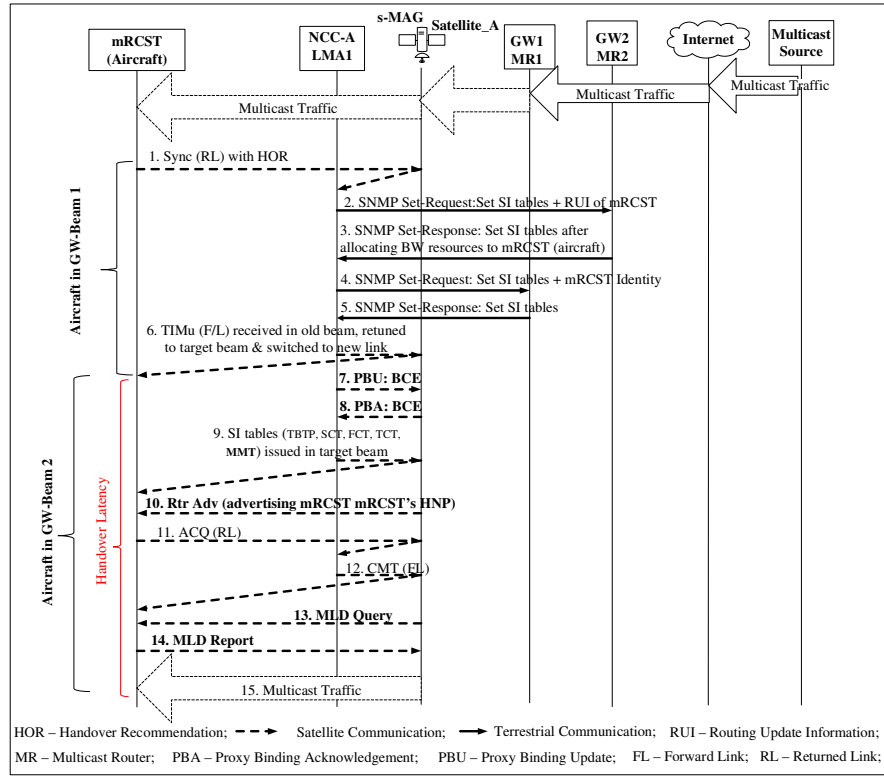 s-MAG
mRCST
(Aircraft)
NCC-A
LMA1
Satellite_A
GW1
MR1
GW2
MR2
Internet
Multicast
Source
Multicast Traffic
Multicast Traffic
Multicast Traffic
Aircraft in GW-Beam 1
1. Sync (RL) with HOR
2. SNMP Set-Request:Set SI tables + RUI of mRCST
3. SNMP Set-Response: Set SI tables after
allocating BW resources to mRCST (aircraft)
4. SNMP Set-Request: Set SI tables + mRCST Identity
5. SNMP Set-Response: Set SI tables
6. TIMu (F/L) received in old beam, retuned
to target beam & switched to new link
Aircraft in GW-Beam 2
Handover Latency
7. PBU: BCE
8. PBA: BCE
9. SI tables (TBTP, SCT, FCT, TCT,
MMT) issued in target beam
10. Rtr Adv (advertising mRCST mRCST's HNP)
11. ACQ (RL)
12. CMT (FL)
13. MLD Query
14. MLD Report
15. Multicast Traffic
HOR – Handover Recommendation; Satellite Communication; Terrestrial Communication; RUI – Routing Update Information;
MR – Multicast Router; PBA – Proxy Binding Acknowledgement; PBU – Proxy Binding Update; FL – Forward Link; RL – Returned Link;